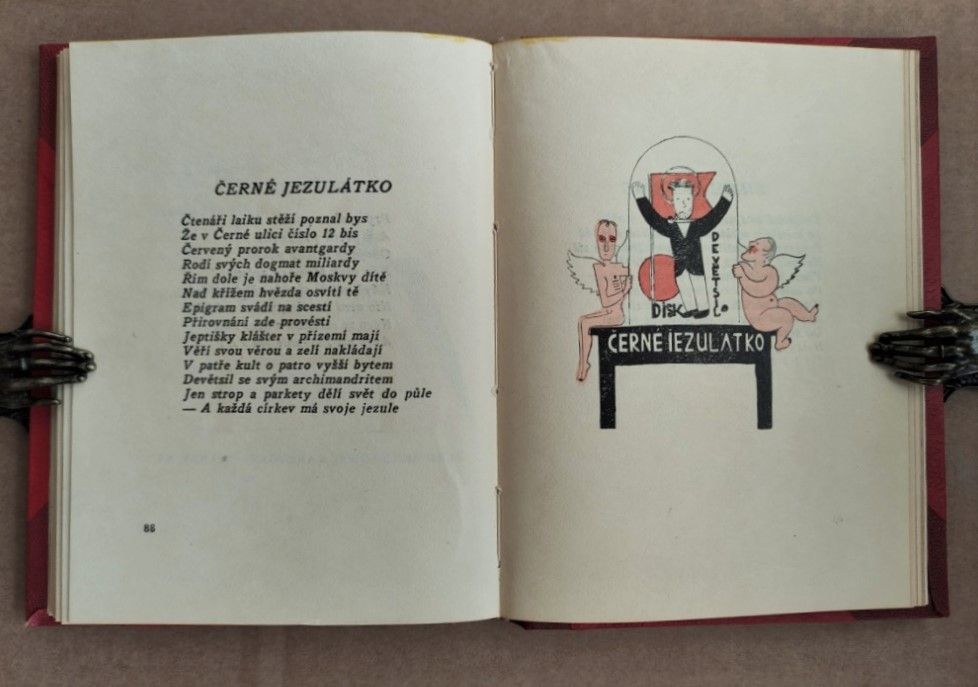 ČERNÉ JEZULÁTKO
Čtenáři laiku stěží poznal bys
Že v Černé ulici číslo 12 bis
Červený prorok avantgardy
Rodí svých dogmat miliardy
Řím dole je nahoře Moskvy dítě
Nad křížem hvězda osvítí tě
Epigram svádí na scestí
Přirovnání zde provésti
Jeptišky klášter v přízemí mají
Věří svou věrou a zelí nakládají
V patře kult o patro vyšší bytem
Devětsil se svým archimandritem
Jen strop a parkety dělí svět do půle
— A každá církev má svoje jezule
88
DEVĚTSIL
DISK
ČERNÉ JEZULATKO